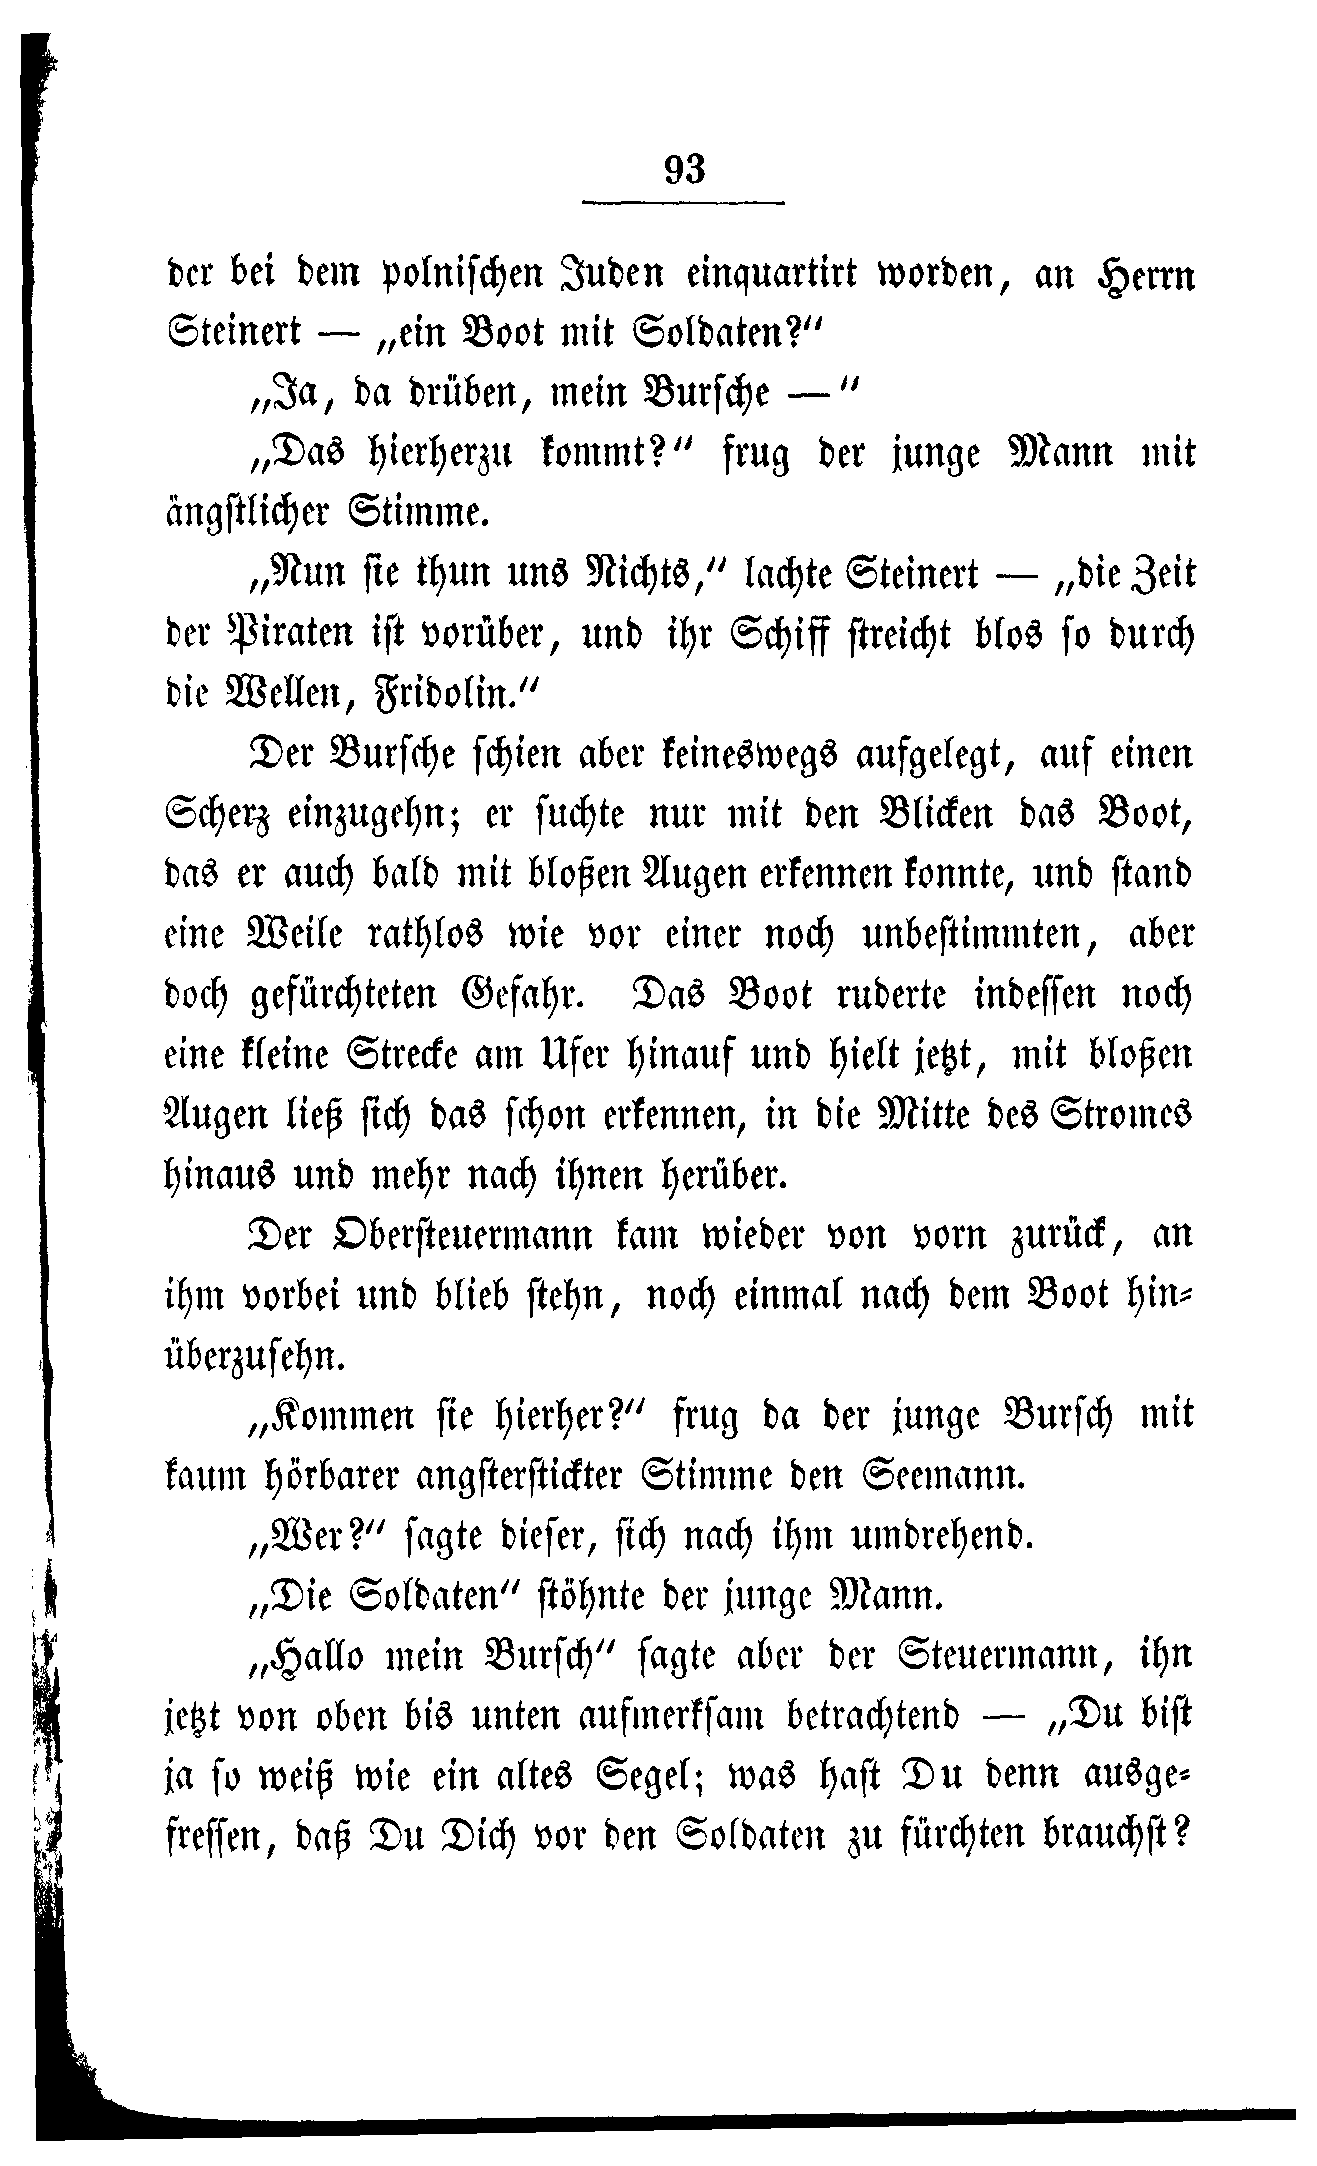 93
der bei dem polnischen Juden einquartirt worden, an Herrn
Steinert — „ein Boot mit Soldaten?“
„Ja, da drüben, mein Bursche —“
„Das hierherzu kommt?“ frug der junge Mann mit
ängstlicher Stimme.
„Nun sie thun uns Nichts,“ lachte Steinert — „die Zeit
der Piraten ist vorüber, und ihr Schiff streicht blos so durch
die Wellen, Fridolin.“
Der Bursche schien aber keineswegs aufgelegt, auf einen
Scherz einzugehn; er suchte nur mit den Blicken das Boot,
das er auch bald mit bloßen Augen erkennen konnte, und stand
eine Weile rathlos wie vor einer noch unbestimmten, aber
doch gefürchteten Gefahr. Das Boot ruderte indessen noch
eine kleine Strecke am Ufer hinauf und hielt jetzt, mit bloßen
Augen ließ sich das schon erkennen, in die Mitte des Stromes
hinaus und mehr nach ihnen herüber.
Der Obersteuermann kam wieder von vorn zurück, an
ihm vorbei und blieb stehn, noch einmal nach dem Boot hin-
überzusehn.
„Kommen sie hierher?“ frug da der junge Bursch mit
kaum hörbarer angsterstickter Stimme den Seemann.
„Wer?“ sagte dieser, sich nach ihm umdrehend.
„Die Soldaten“ stöhnte der junge Mann.
„Hallo mein Bursch“ sagte aber der Steuermann, ihn
jetzt von oben bis unten aufmerksam betrachtend — „Du bist
ja so weiß wie ein altes Segel; was hast Du denn ausge-
fressen, daß Du Dich vor den Soldaten zu fürchten brauchst?